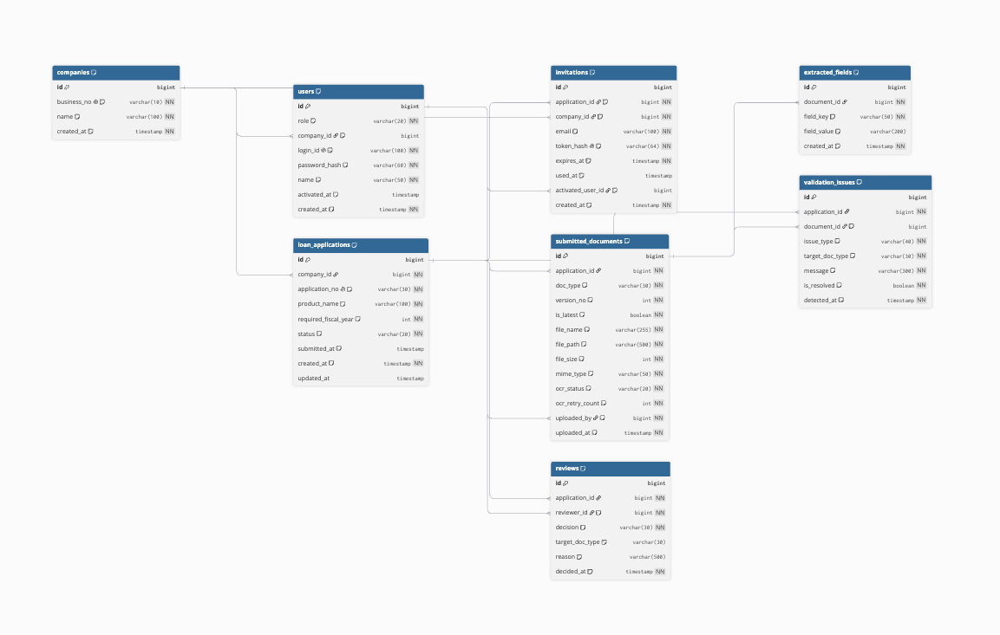 companies
id bigint
business_no varchar(10) NN
name varchar(100) NN
created_at timestamp NN
users
id bigint
role varchar(20) NN
company_id bigint
login_id varchar(100) NN
password_hash varchar(60) NN
name varchar(50) NN
activated_at timestamp
created_at timestamp NN
loan_applications
id bigint
company_id bigint NN
application_no varchar(30) NN
product_name varchar(100) NN
required_fiscal_year int NN
status varchar(20) NN
submitted_at timestamp
created_at timestamp NN
updated_at timestamp
invitations
id bigint
application_id bigint NN
company_id bigint NN
email varchar(100) NN
token_hash varchar(64) NN
expires_at timestamp NN
used_at timestamp
activated_user_id bigint
created_at timestamp NN
submitted_documents
id bigint
application_id bigint NN
doc_type varchar(30) NN
version_no int NN
is_latest boolean NN
file_name varchar(255) NN
file_path varchar(500) NN
file_size int NN
mime_type varchar(50) NN
ocr_status varchar(20) NN
ocr_retry_count int NN
uploaded_by bigint NN
uploaded_at timestamp NN
reviews
id bigint
application_id bigint NN
reviewer_id bigint NN
decision varchar(30) NN
target_doc_type varchar(30)
reason varchar(500)
decided_at timestamp NN
extracted_fields
id bigint
document_id bigint NN
field_key varchar(50) NN
field_value varchar(200)
created_at timestamp NN
validation_issues
id bigint
application_id bigint NN
document_id bigint
issue_type varchar(40) NN
target_doc_type varchar(30) NN
message varchar(300) NN
is_resolved boolean NN
detected_at timestamp NN